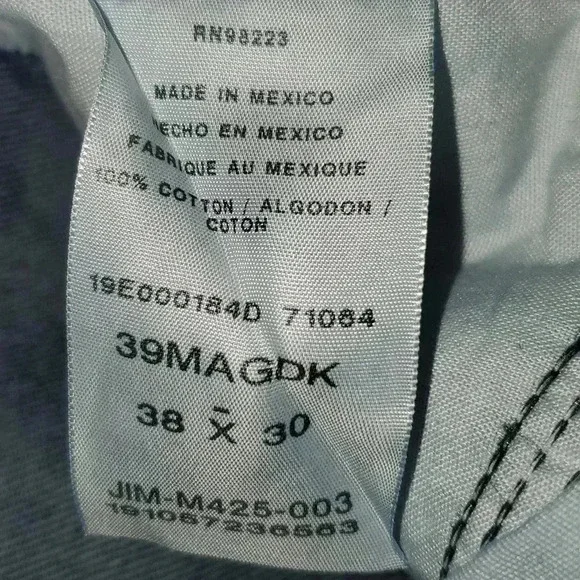 RN98223
MADE IN MEXICO
HECHO EN MEXICO
FABRIQUE AU MEXIQUE
100% COTTON / ALGODON /
COTON
19E000184D 71064
39MAGDK
38 X 30
JIM-M425-003
191057236563